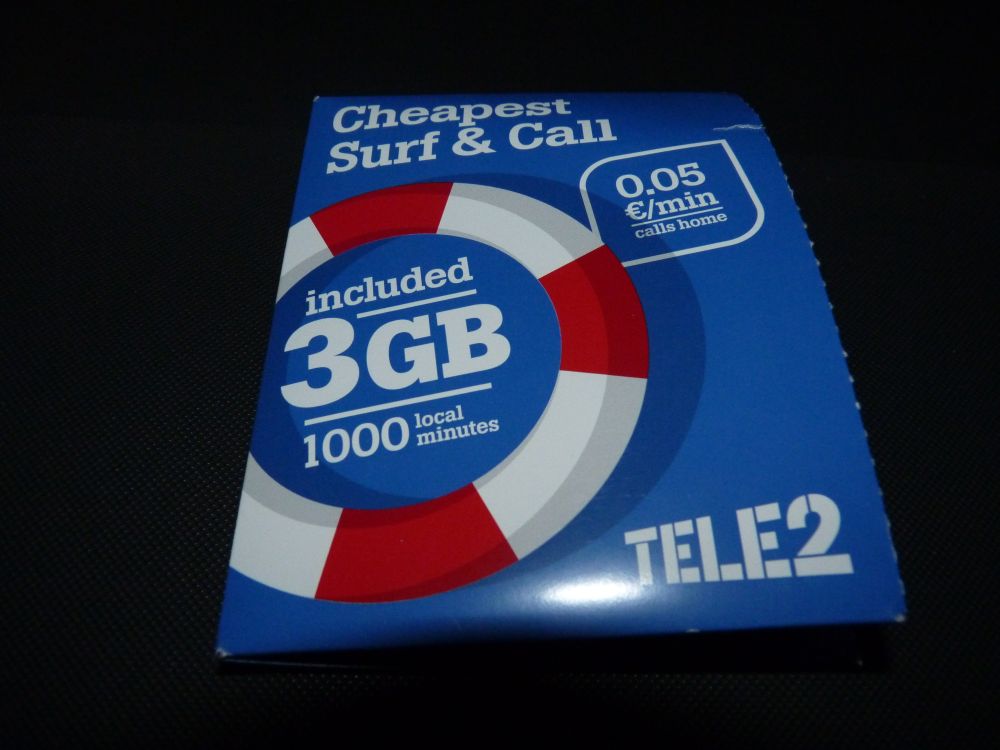 Cheapest
Surf & Call
0.05
€/min
calls home
included
3GB
1000 local
minutes
TELE2